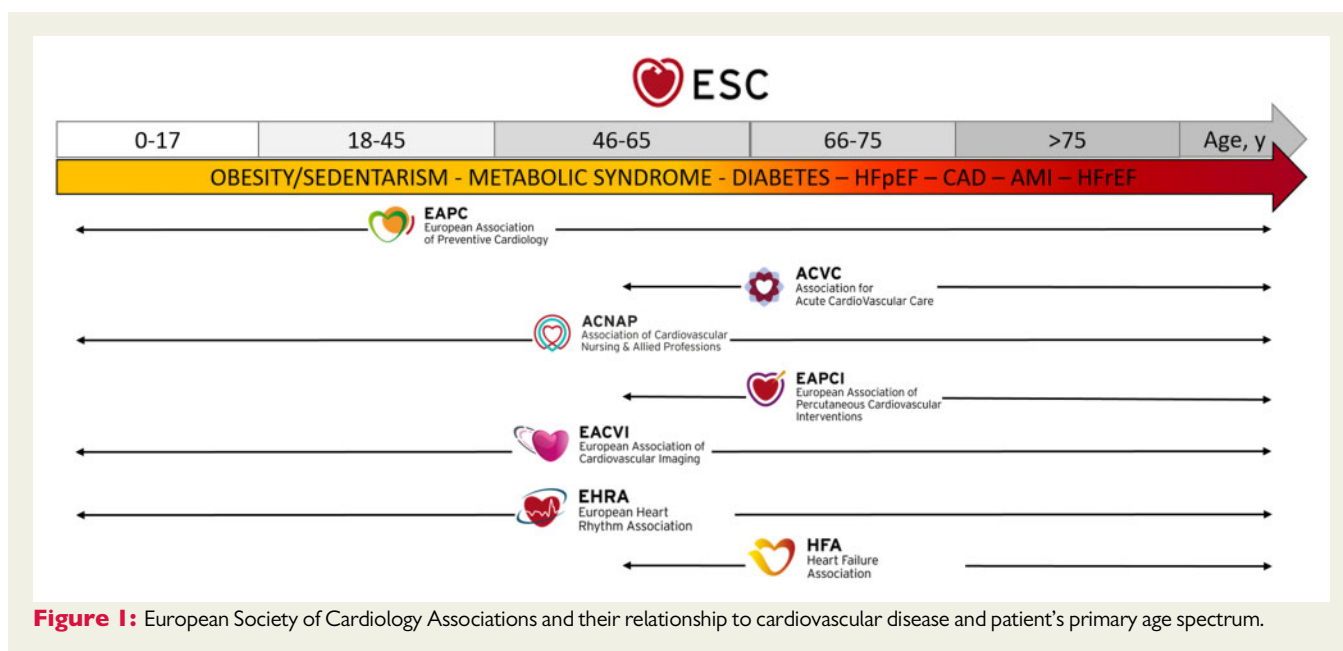 ESC
0-17 18-45 46-65 66-75 >75 Age, y
OBESITY/SEDENTARISM - METABOLIC SYNDROME - DIABETES – HFpEF – CAD – AMI – HFrEF
EAPC
European Association
of Preventive Cardiology
ACVC
Association for
Acute CardioVascular Care
ACNAP
Association of Cardiovascular
Nursing & Allied Professions
EAPCI
European Association of
Percutaneous Cardiovascular
Interventions
EACVI
European Association of
Cardiovascular Imaging
EHRA
European Heart
Rhythm Association
HFA
Heart Failure
Association
Figure 1: European Society of Cardiology Associations and their relationship to cardiovascular disease and patient's primary age spectrum.